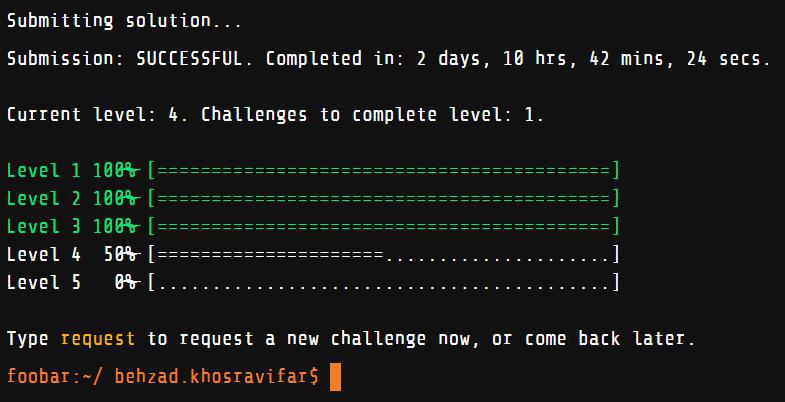 Submitting solution...
Submission: SUCCESSFUL. Completed in: 2 days, 10 hrs, 42 mins, 24 secs.
Current level: 4. Challenges to complete level: 1.
Level 1 100% [==========================================]
Level 2 100% [==========================================]
Level 3 100% [==========================================]
Level 4  50% [=====================.....................]
Level 5   0% [..........................................]
Type request to request a new challenge now, or come back later.
foobar:~/ behzad.khosravifar$